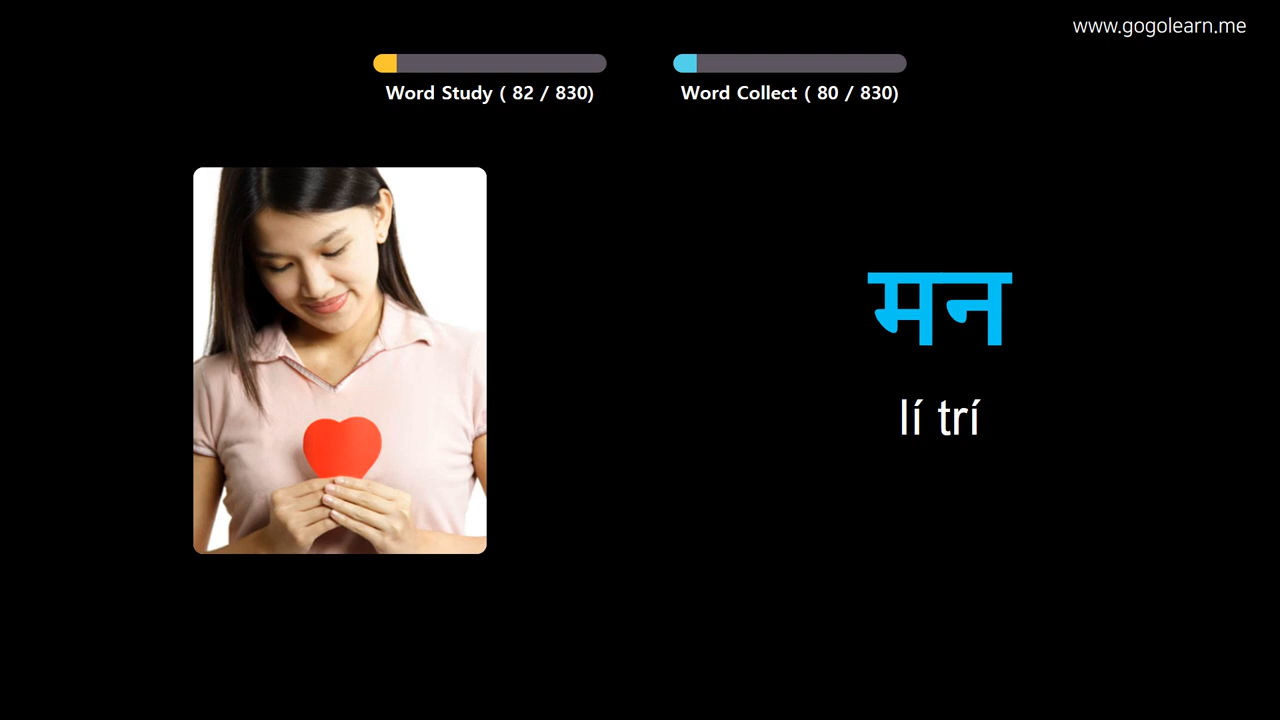 www.gogolearn.me
Word Study ( 82 / 830)
Word Collect ( 80 / 830)
मन
lí trí